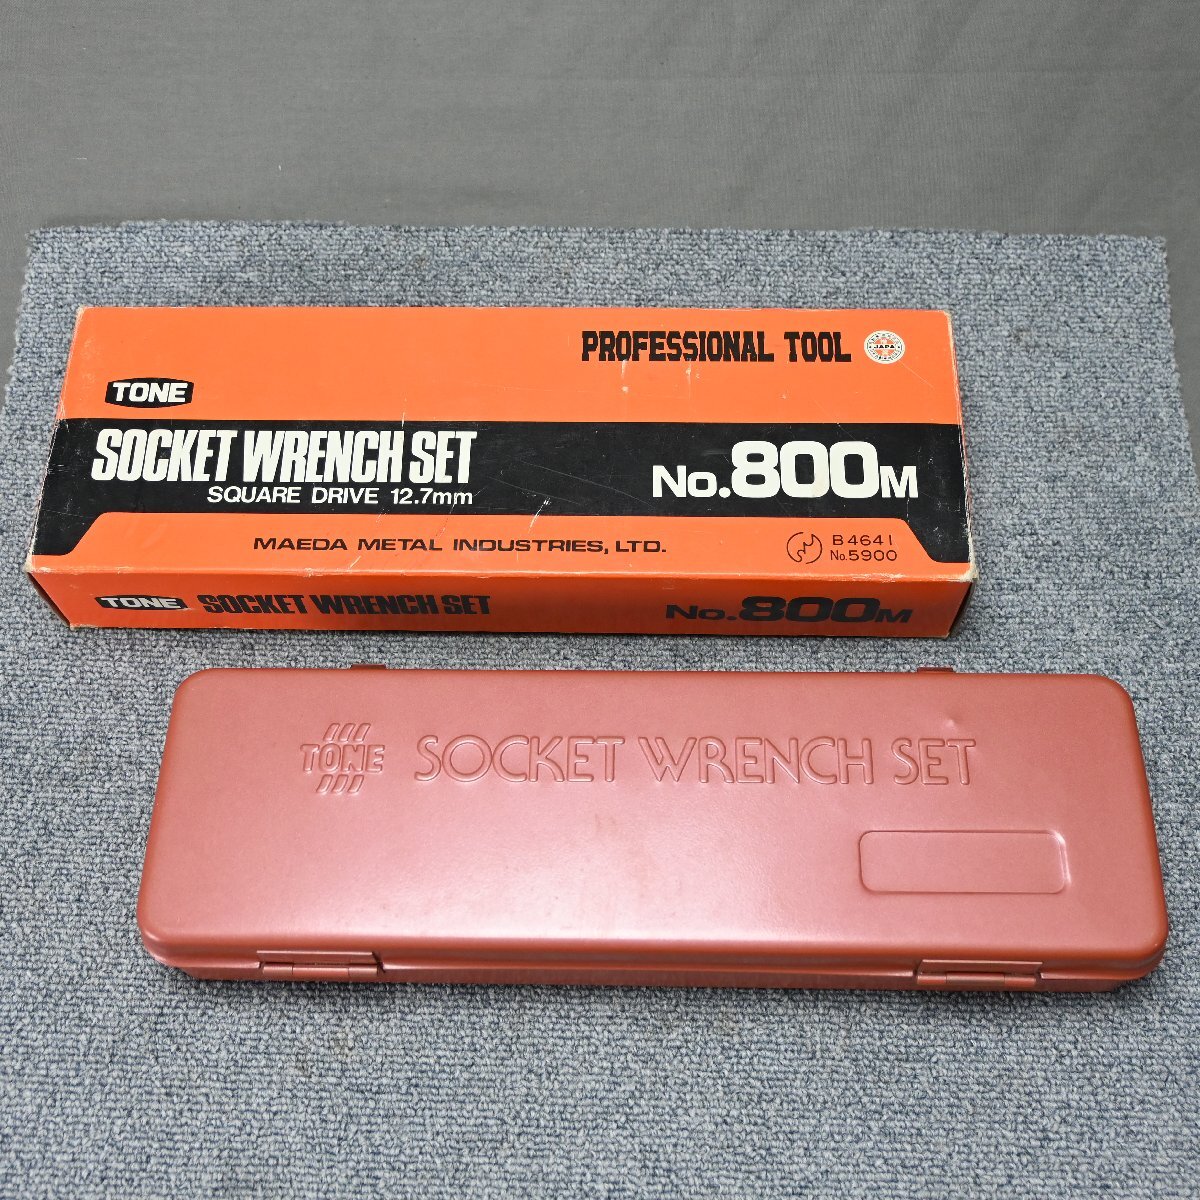 PROFESSIONAL TOOL
JAPA
TONE
SOCKET WRENCH SET
SQUARE DRIVE 12.7mm
No.800M
MAEDA METAL INDUSTRIES, LTD.
B4641
No.5900
TONE SOCKET WRENCH SET No.800M
TONE SOCKET WRENCH SET